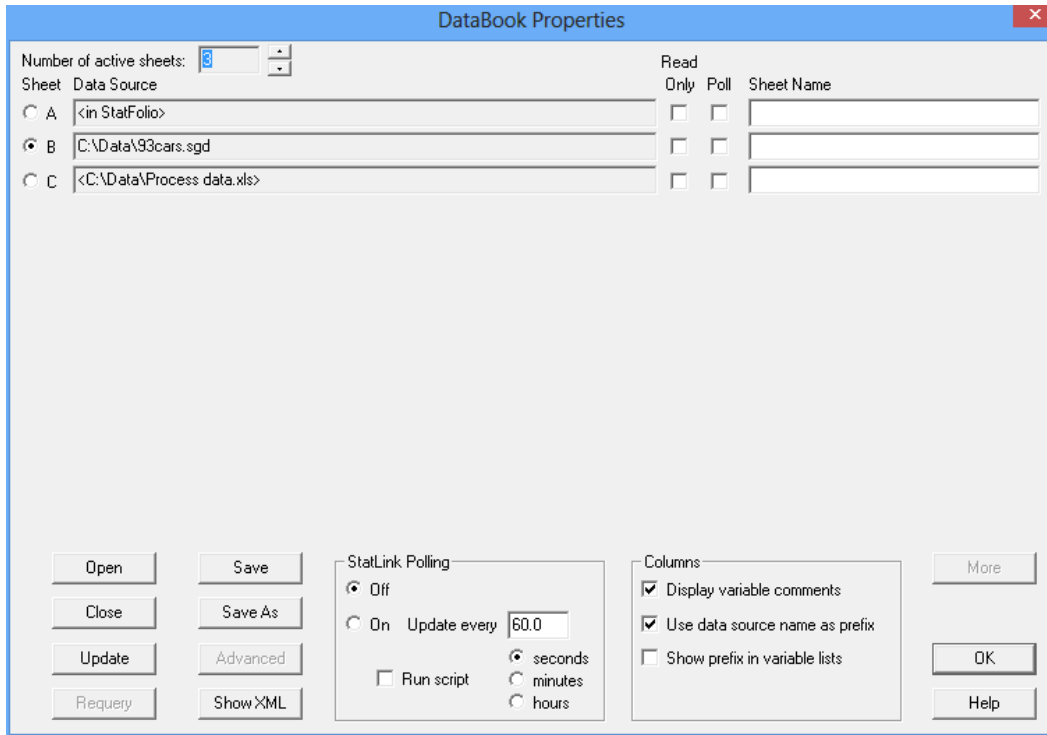 DataBook Properties
Number of active sheets: 3
Read
Sheet Data Source Only Poll Sheet Name
A <in StatFolio>
B C:\Data\93cars.sgd
C <C:\Data\Process data.xls>
Open Save StatLink Polling Columns More
Off Display variable comments
Close Save As On Update every 60.0 Use data source name as prefix
Update Advanced seconds Show prefix in variable lists OK
Run script minutes
Requery Show XML hours Help